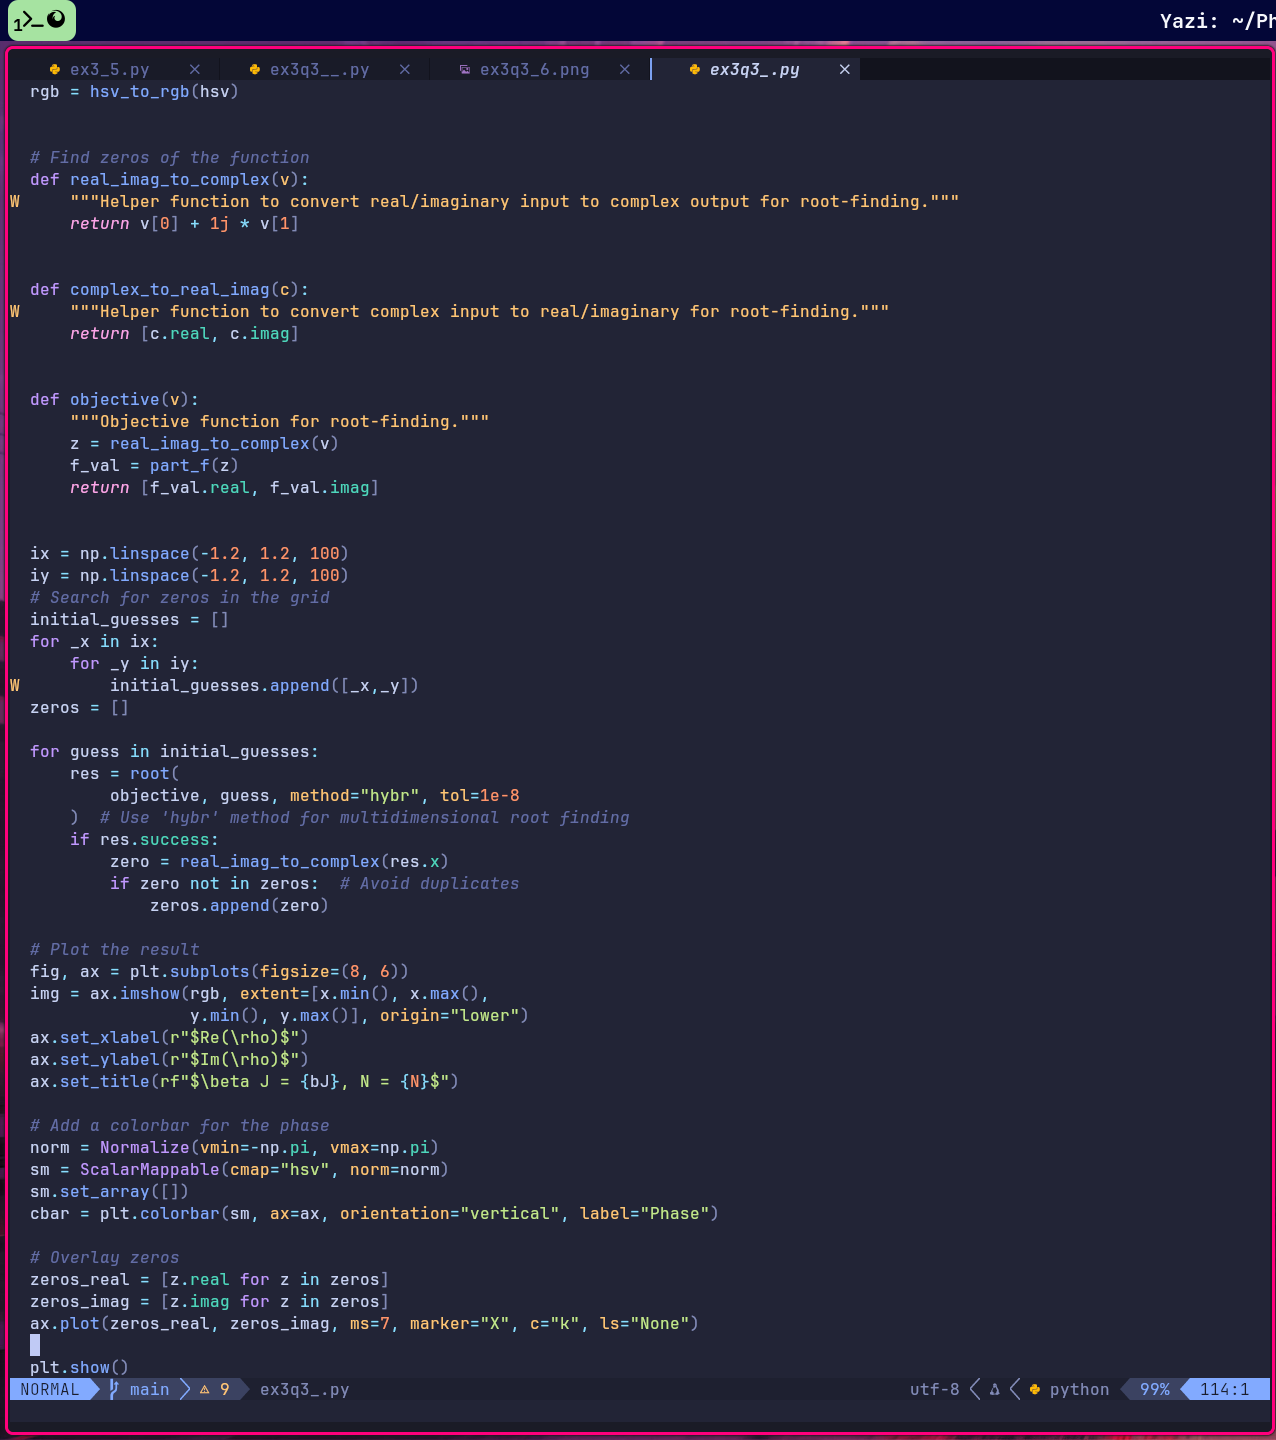 1
Yazi: ~/Ph
ex3_5.py
ex3q3__.py
ex3q3_6.png
ex3q3_.py
rgb = hsv_to_rgb(hsv)
# Find zeros of the function
def real_imag_to_complex(v):
W """Helper function to convert real/imaginary input to complex output for root-finding."""
return v[0] + 1j * v[1]
def complex_to_real_imag(c):
W """Helper function to convert complex input to real/imaginary for root-finding."""
return [c.real, c.imag]
def objective(v):
"""Objective function for root-finding."""
z = real_imag_to_complex(v)
f_val = part_f(z)
return [f_val.real, f_val.imag]
ix = np.linspace(-1.2, 1.2, 100)
iy = np.linspace(-1.2, 1.2, 100)
# Search for zeros in the grid
initial_guesses = []
for _x in ix:
for _y in iy:
W initial_guesses.append([_x,_y])
zeros = []
for guess in initial_guesses:
res = root(
objective, guess, method="hybr", tol=1e-8
) # Use 'hybr' method for multidimensional root finding
if res.success:
zero = real_imag_to_complex(res.x)
if zero not in zeros: # Avoid duplicates
zeros.append(zero)
# Plot the result
fig, ax = plt.subplots(figsize=(8, 6))
img = ax.imshow(rgb, extent=[x.min(), x.max(),
y.min(), y.max()], origin="lower")
ax.set_xlabel(r"$Re(\rho)$")
ax.set_ylabel(r"$Im(\rho)$")
ax.set_title(rf"$\beta J = {bJ}, N = {N}$")
# Add a colorbar for the phase
norm = Normalize(vmin=-np.pi, vmax=np.pi)
sm = ScalarMappable(cmap="hsv", norm=norm)
sm.set_array([])
cbar = plt.colorbar(sm, ax=ax, orientation="vertical", label="Phase")
# Overlay zeros
zeros_real = [z.real for z in zeros]
zeros_imag = [z.imag for z in zeros]
ax.plot(zeros_real, zeros_imag, ms=7, marker="X", c="k", ls="None")
plt.show()
NORMAL main 9 ex3q3_.py utf-8 python 99% 114:1